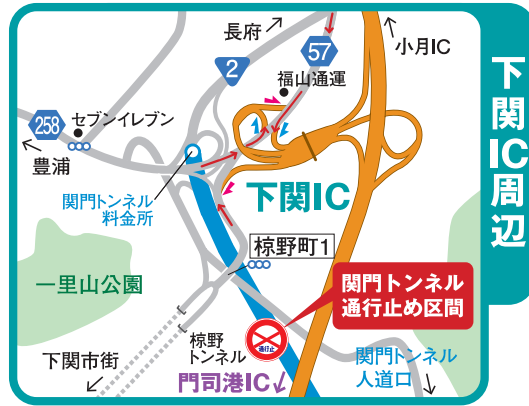 下関IC周辺
長府
小月IC
57
2
福山通運
258
セブンイレブン
豊浦
関門トンネル
料金所
下関IC
椋野町1
一里山公園
関門トンネル
通行止め区間
通行止
椋野
トンネル
下関市街
門司港IC
関門トンネル
人道口